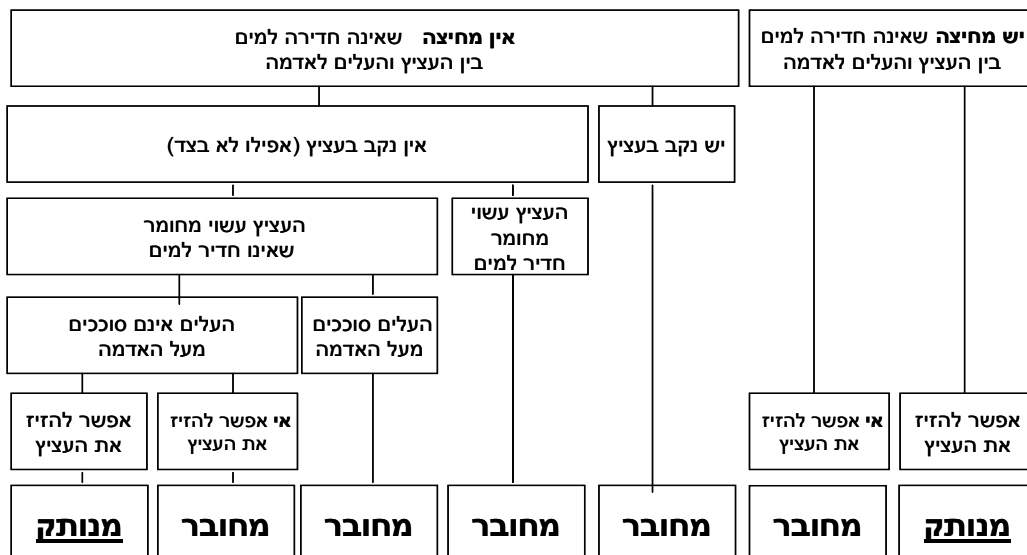 יש מחיצה שאינה חדירה למים
בין העציץ והעלים לאדמה
אין מחיצה שאינה חדירה למים
בין העציץ והעלים לאדמה
יש נקב בעציץ
אין נקב בעציץ (אפילו לא בצד)
העציץ עשוי
מחומר
חדיר למים
העציץ עשוי מחומר
שאינו חדיר למים
העלים סוככים
מעל האדמה
העלים אינם סוככים
מעל האדמה
אפשר להזיז
את העציץ
אי אפשר להזיז
את העציץ
אי אפשר להזיז
את העציץ
אפשר להזיז
את העציץ
מנותק
מחובר
מחובר
מחובר
מחובר
מחובר
מנותק